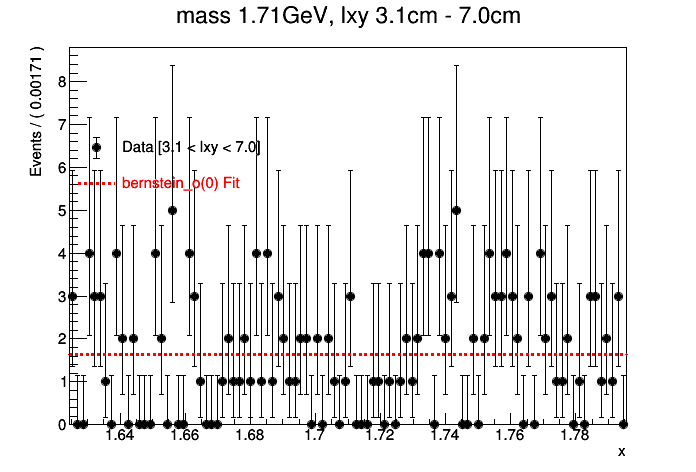 mass 1.71GeV, lxy 3.1cm - 7.0cm
Events / ( 0.00171 )
8
7
6
5
4
3
2
1
0
Data [3.1 < lxy < 7.0]
bernstein_o(0) Fit
1.64 1.66 1.68 1.7 1.72 1.74 1.76 1.78
x